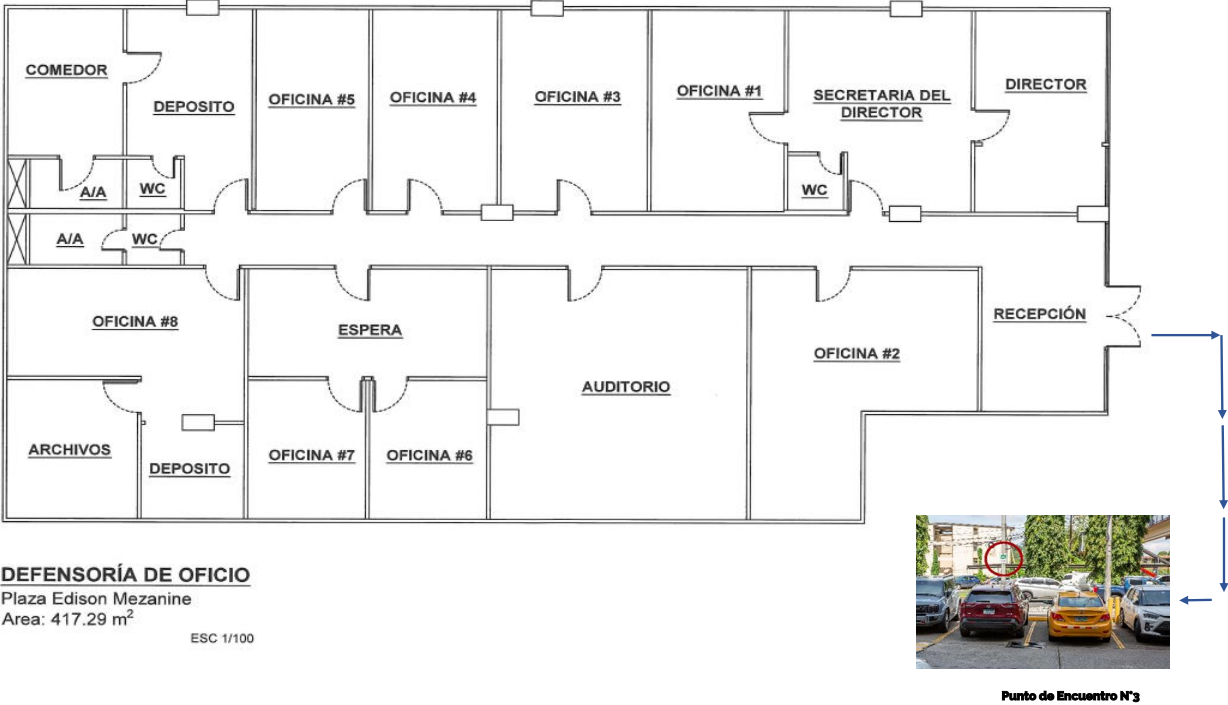 COMEDOR
DEPOSITO
OFICINA #5
OFICINA #4
OFICINA #3
OFICINA #1
SECRETARIA DEL
DIRECTOR
DIRECTOR
A/A
WC
WC
A/A
WC
OFICINA #8
ESPERA
AUDITORIO
OFICINA #2
RECEPCIÓN
ARCHIVOS
DEPOSITO
OFICINA #7
OFICINA #6
DEFENSORÍA DE OFICIO
Plaza Edison Mezanine
Area: 417.29 m²
ESC 1/100
Punto de Encuentro N°3